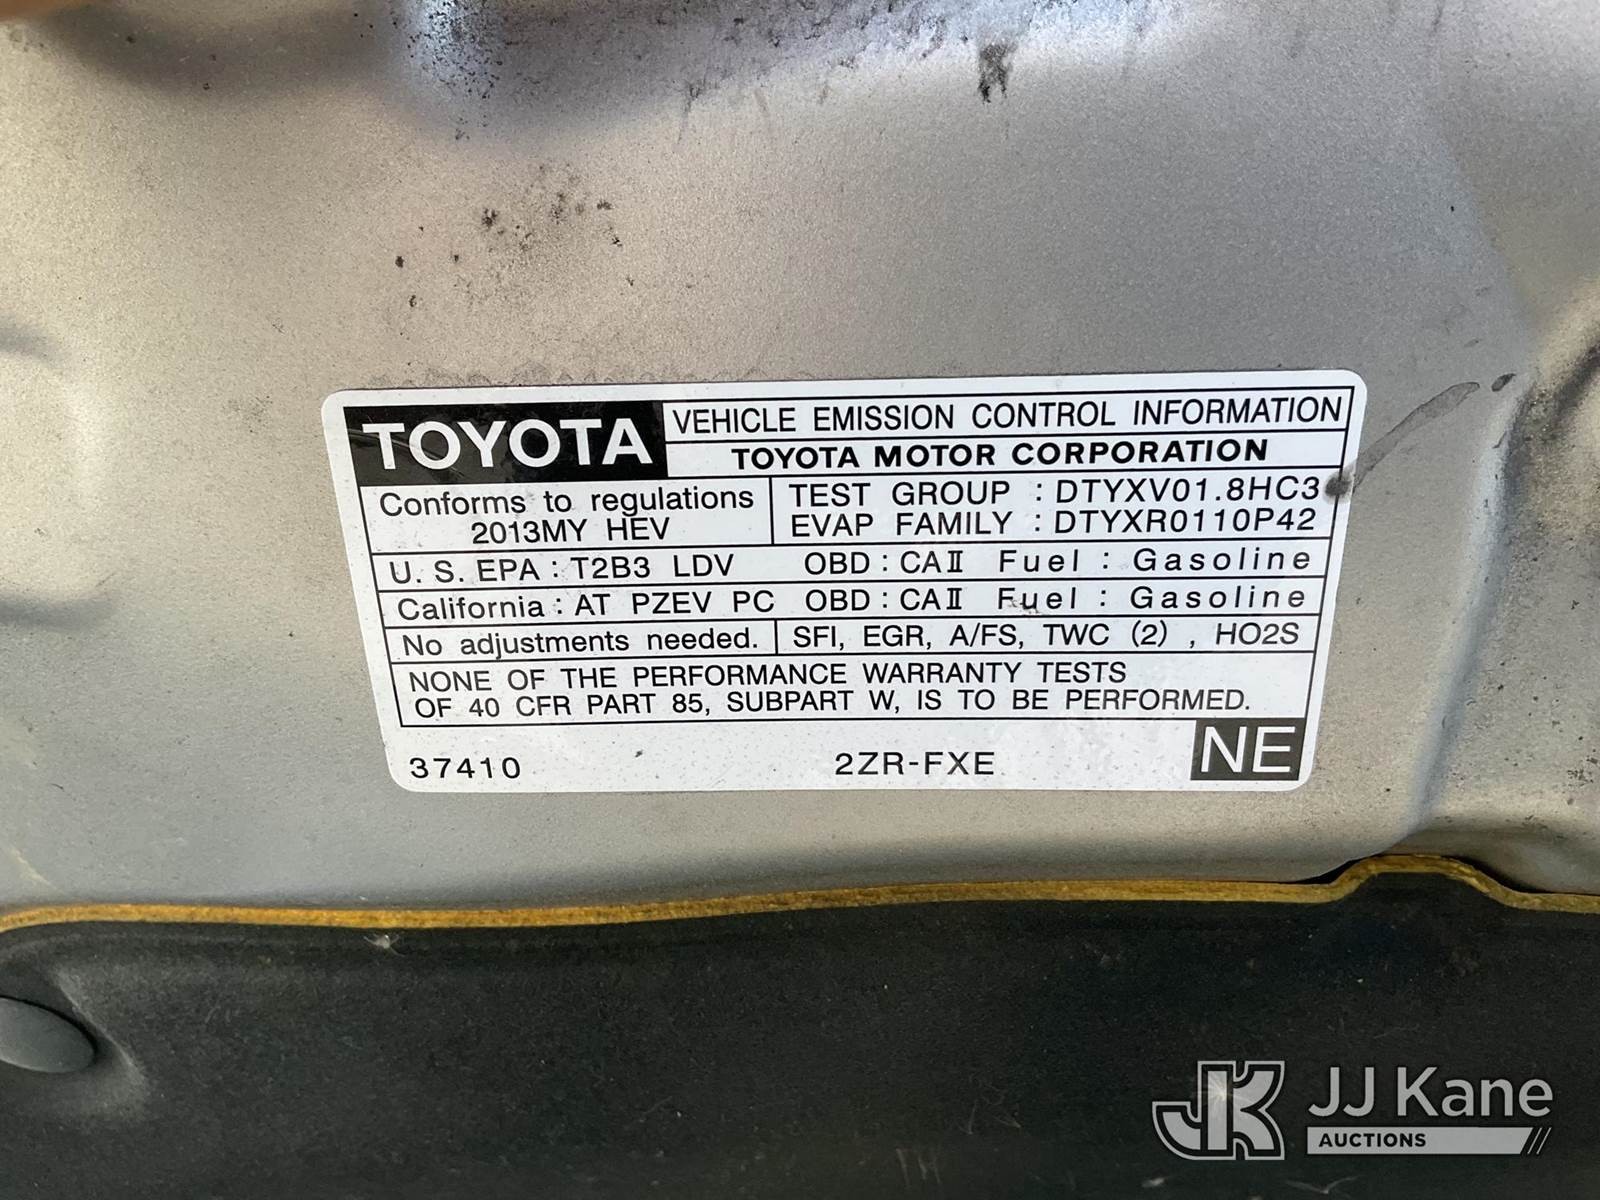 TOYOTA
VEHICLE EMISSION CONTROL INFORMATION
TOYOTA MOTOR CORPORATION
Conforms to regulations
2013MY HEV
TEST GROUP : DTYXV01.8HC3
EVAP FAMILY : DTYXR0110P42
U. S. EPA : T2B3 LDV OBD : CAⅡ Fuel : Gasoline
California : AT PZEV PC OBD : CAⅡ Fuel : Gasoline
No adjustments needed. SFI, EGR, A/FS, TWC (2) , HO2S
NONE OF THE PERFORMANCE WARRANTY TESTS
OF 40 CFR PART 85, SUBPART W, IS TO BE PERFORMED.
37410 2ZR-FXE NE
JK JJ Kane
AUCTIONS